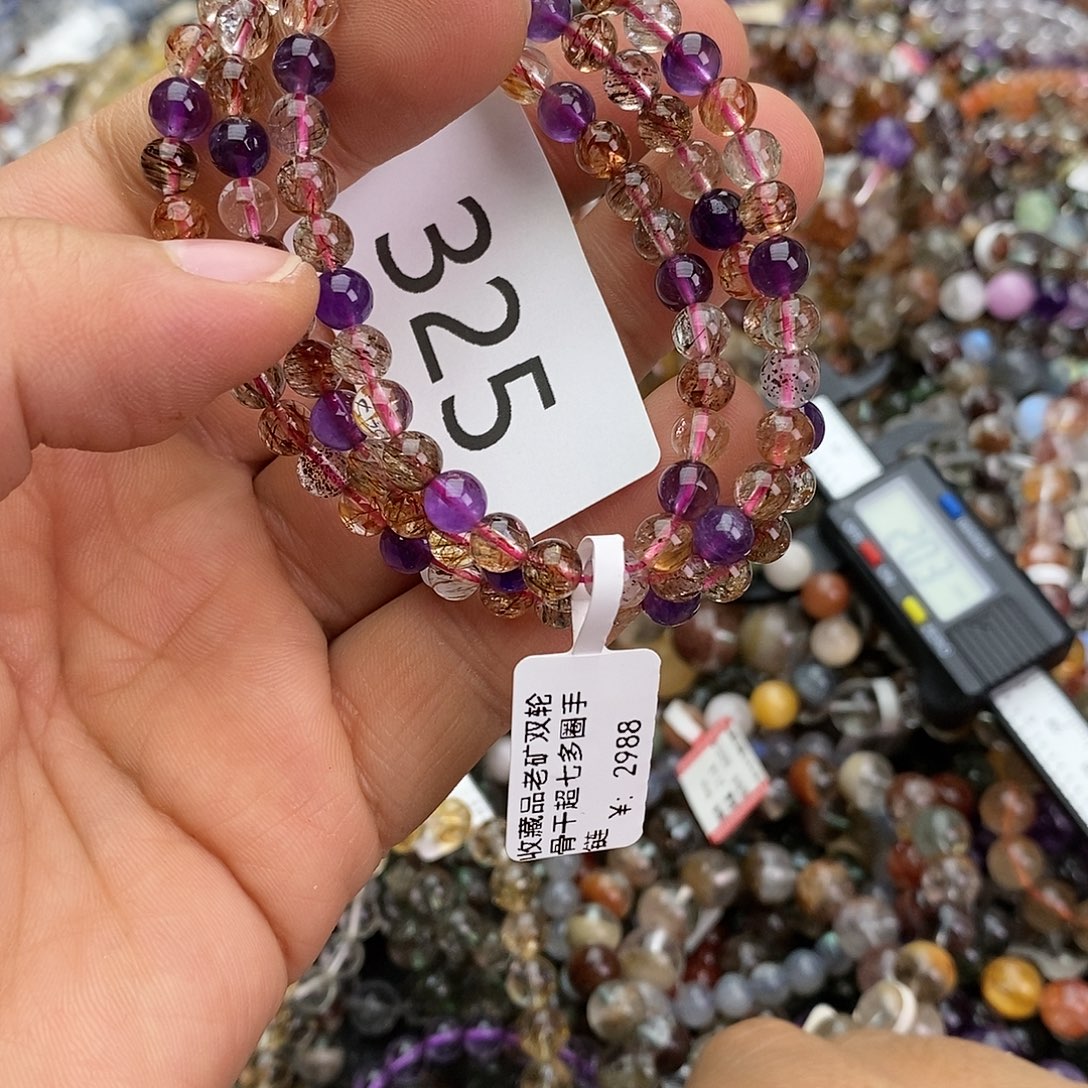 325
收藏品老矿双轮
骨干超七多圈手
链
¥: 2988